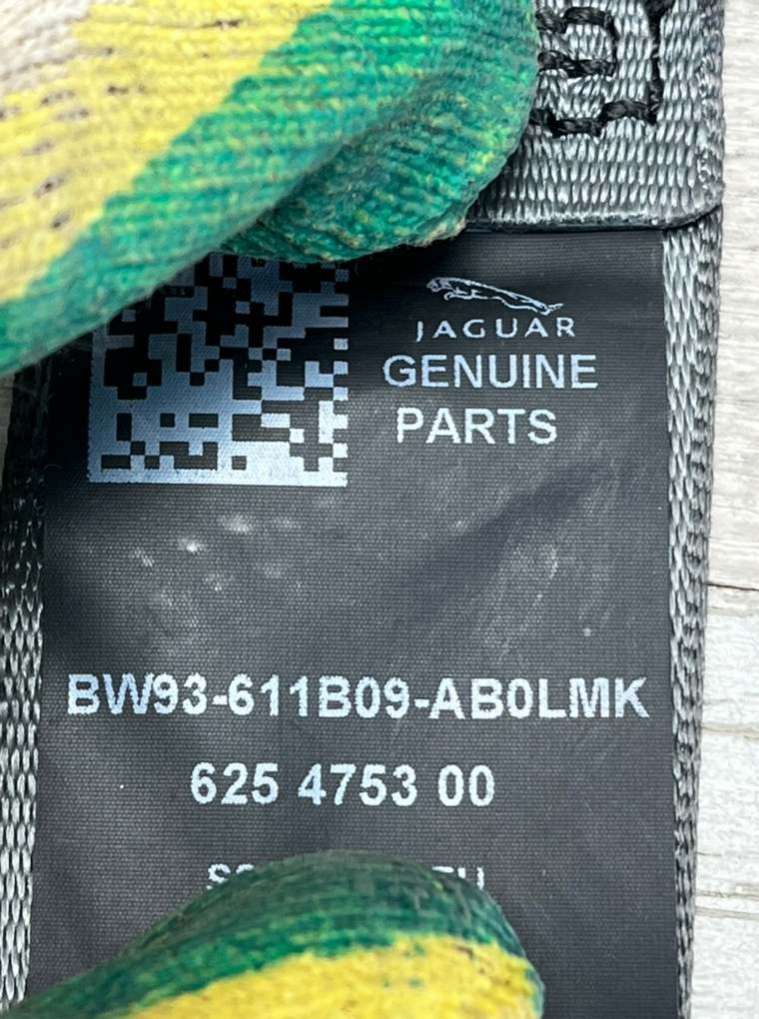 JAGUAR
GENUINE
PARTS
BW93-611B09-AB0LMK
625 4753 00